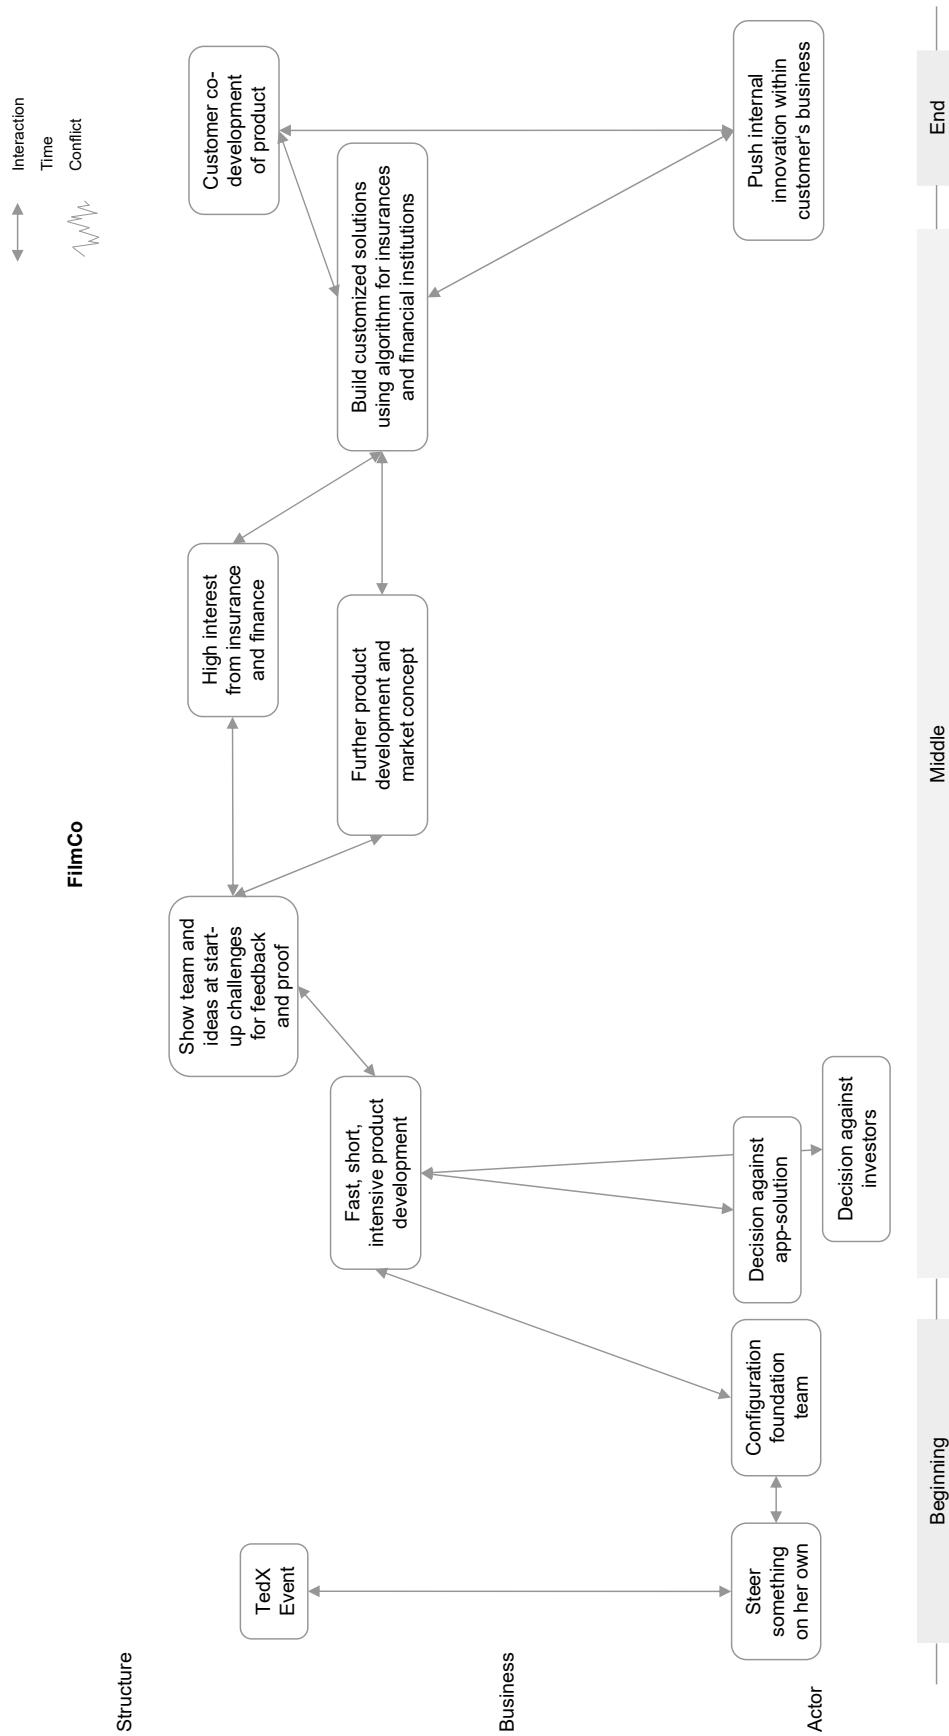 FilmCo
Interaction
Time
Conflict
Structure
TedX
Event
Show team and
ideas at start-
up challenges
for feedback
and proof
High interest
from insurance
and finance
Customer co-
development
of product
Business
Fast, short,
intensive product
development
Further product
development and
market concept
Build customized solutions
using algorithm for insurances
and financial institutions
Actor
Steer
something
on her own
Configuration
foundation
team
Decision against
app-solution
Decision against
investors
Push internal
innovation within
customer's business
Beginning
Middle
End